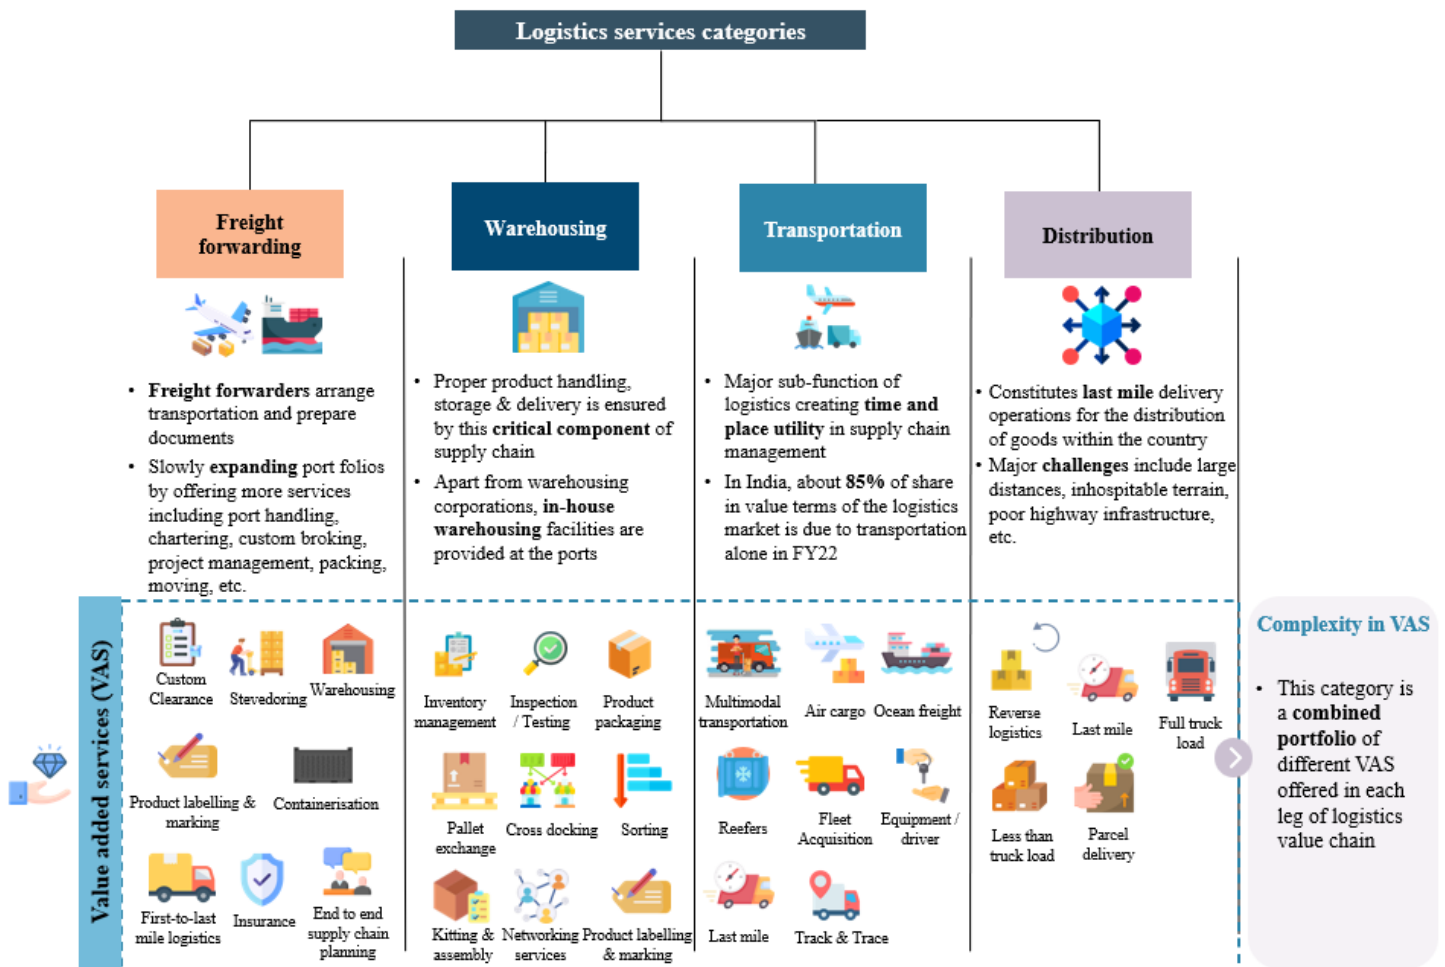 Logistics services categories
Freight
forwarding
Warehousing
Transportation
Distribution
• Freight forwarders arrange
transportation and prepare
documents
• Slowly expanding port folios
by offering more services
including port handling,
chartering, custom broking,
project management, packing,
moving, etc.
• Proper product handling,
storage & delivery is ensured
by this critical component of
supply chain
• Apart from warehousing
corporations, in-house
warehousing facilities are
provided at the ports
• Major sub-function of
logistics creating time and
place utility in supply chain
management
• In India, about 85% of share
in value terms of the logistics
market is due to transportation
alone in FY22
• Constitutes last mile delivery
operations for the distribution
of goods within the country
• Major challenges include large
distances, inhospitable terrain,
poor highway infrastructure,
etc.
Value added services (VAS)
Custom
Clearance
Stevedoring
Warehousing
Product labelling &
marking
Containerisation
First-to-last
mile logistics
Insurance
End to end
supply chain
planning
Inventory
management
Inspection
/ Testing
Product
packaging
Pallet
exchange
Cross docking
Sorting
Kitting &
assembly
Networking
services
Product labelling
& marking
Multimodal
transportation
Air cargo
Ocean freight
Reefers
Fleet
Acquisition
Equipment /
driver
Last mile
Track & Trace
Reverse
logistics
Last mile
Full truck
load
Less than
truck load
Parcel
delivery
Complexity in VAS
• This category is
a combined
portfolio of
different VAS
offered in each
leg of logistics
value chain